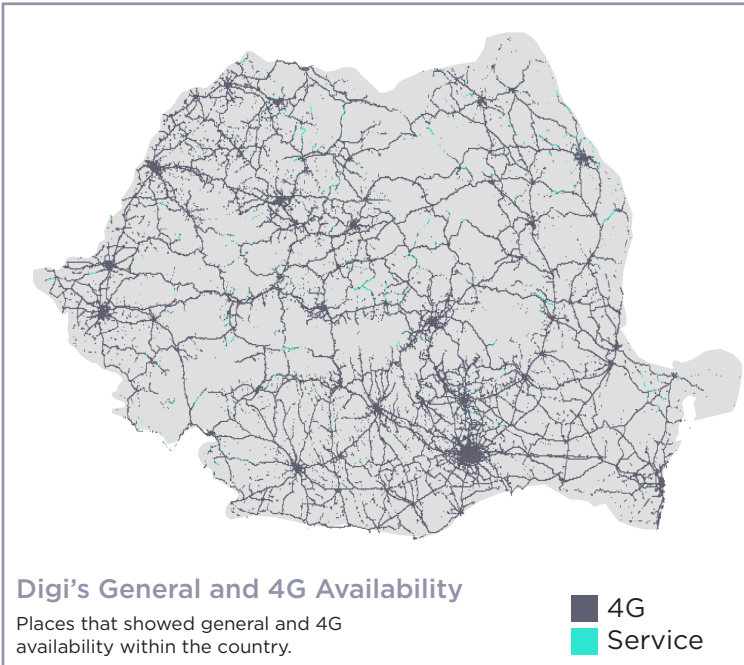 Digi’s General and 4G Availability
Places that showed general and 4G
availability within the country.
4G
Service